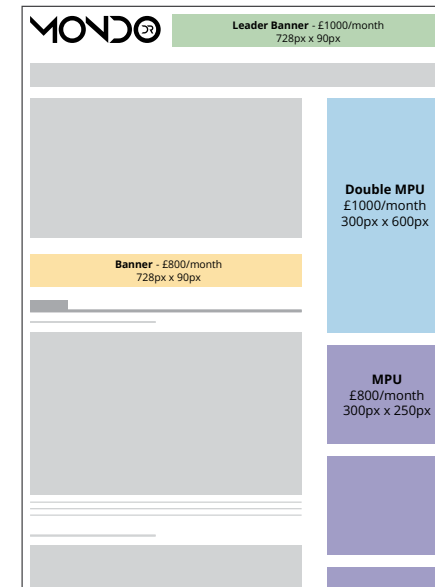 MONDO DR
Leader Banner - £1000/month
728px x 90px
Double MPU
£1000/month
300px x 600px
Banner - £800/month
728px x 90px
MPU
£800/month
300px x 250px